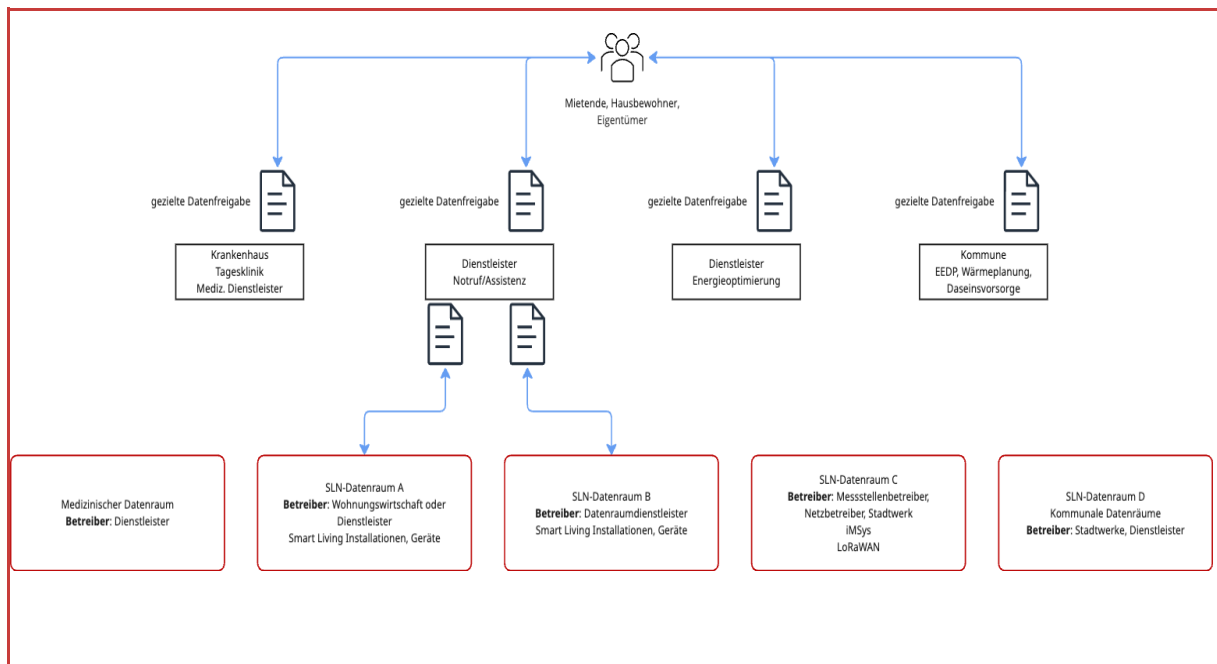 Mietende, Hausbewohner,
Eigentümer
gezielte Datenfreigabe
gezielte Datenfreigabe
gezielte Datenfreigabe
gezielte Datenfreigabe
Krankenhaus
Tagesklinik
Mediz. Dienstleister
Dienstleister
Notruf/Assistenz
Dienstleister
Energieoptimierung
Kommune
EEDP, Wärmeplanung,
Daseinsvorsorge
Medizinischer Datenraum
Betreiber: Dienstleister
SLN-Datenraum A
Betreiber: Wohnungswirtschaft oder
Dienstleister
Smart Living Installationen, Geräte
SLN-Datenraum B
Betreiber: Datenraumdienstleister
Smart Living Installationen, Geräte
SLN-Datenraum C
Betreiber: Messstellenbetreiber,
Netzbetreiber, Stadtwerk
iMSys
LoRaWAN
SLN-Datenraum D
Kommunale Datenräume
Betreiber: Stadtwerke, Dienstleister